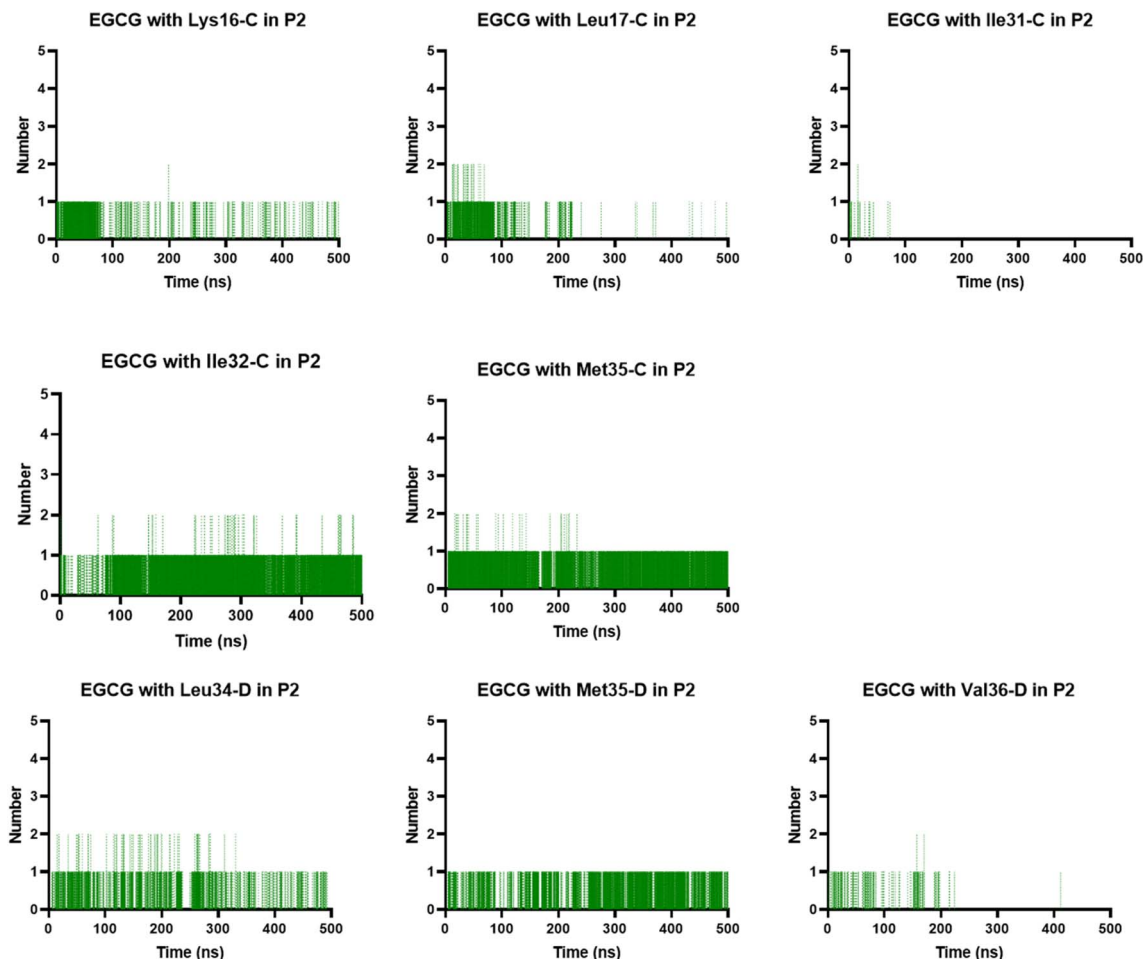 EGCG with Lys16-C in P2
5
4
3
2
1
0
Number
0 100 200 300 400 500
Time (ns)
EGCG with Leu17-C in P2
5
4
3
2
1
0
Number
0 100 200 300 400 500
Time (ns)
EGCG with Ile31-C in P2
5
4
3
2
1
0
Number
0 100 200 300 400 500
Time (ns)
EGCG with Ile32-C in P2
5
4
3
2
1
0
Number
0 100 200 300 400 500
Time (ns)
EGCG with Met35-C in P2
5
4
3
2
1
0
Number
0 100 200 300 400 500
Time (ns)
EGCG with Leu34-D in P2
5
4
3
2
1
0
Number
0 100 200 300 400 500
Time (ns)
EGCG with Met35-D in P2
5
4
3
2
1
0
Number
0 100 200 300 400 500
Time (ns)
EGCG with Val36-D in P2
5
4
3
2
1
0
Number
0 100 200 300 400 500
Time (ns)